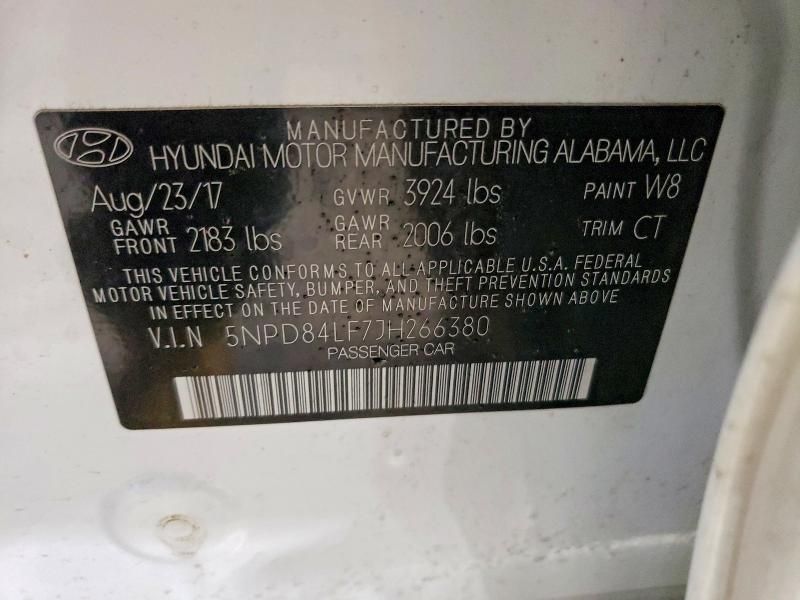 MANUFACTURED BY
HYUNDAI MOTOR MANUFACTURING ALABAMA, LLC
Aug/23/17 GVWR 3924 lbs PAINT W8
GAWR FRONT 2183 lbs GAWR REAR 2006 lbs TRIM CT
THIS VEHICLE CONFORMS TO ALL APPLICABLE U.S.A. FEDERAL
MOTOR VEHICLE SAFETY, BUMPER, AND THEFT PREVENTION STANDARDS
IN EFFECT ON THE DATE OF MANUFACTURE SHOWN ABOVE
V.I.N 5NPD84LF7JH266380
PASSENGER CAR